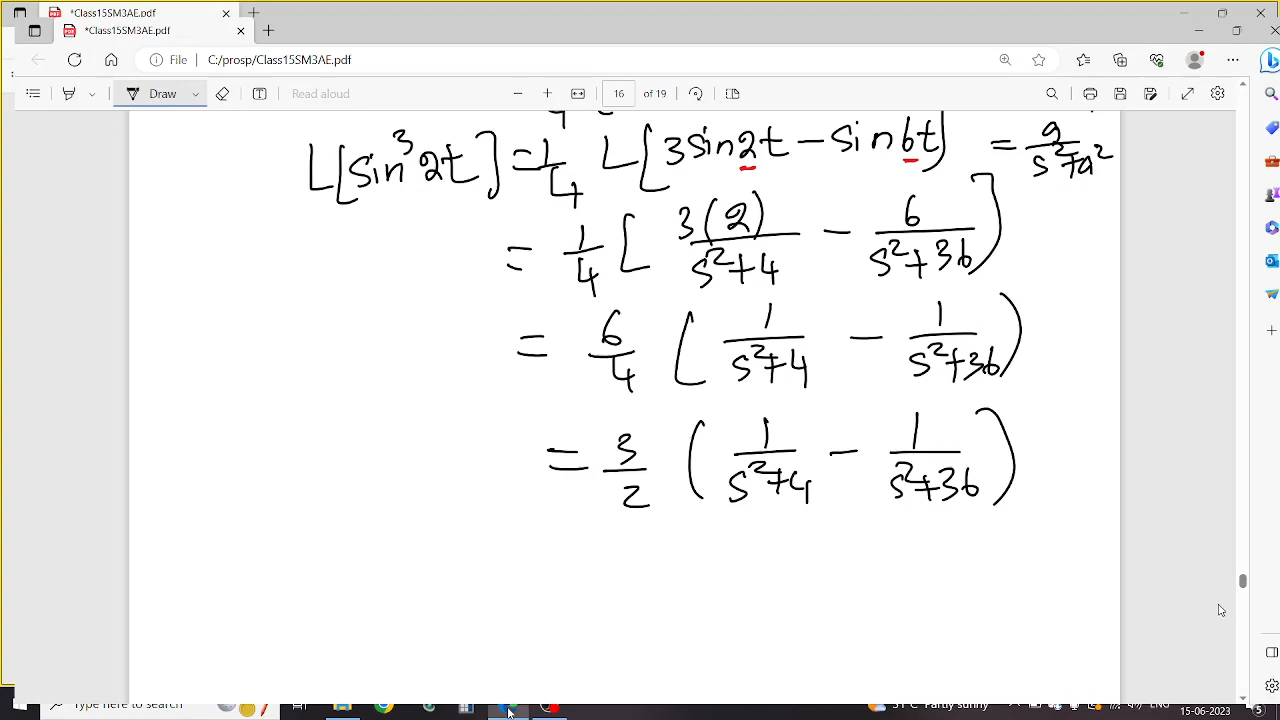 *Class15SM3AE.pdf
*Class15SM3AE.pdf
File C:/prosp/Class15SM3AE.pdf
Draw Read aloud 16 of 19
L[sin³2t] = 1/4 L[3sin2t − sin6t] = a/(s²+a²)
= 1/4 [3(2)/(s²+4) − 6/(s²+36)]
= 6/4 [1/(s²+4) − 1/(s²+36)]
= 3/2 (1/(s²+4) − 1/(s²+36))
Type here to search
Partly sunny
15-06-2023